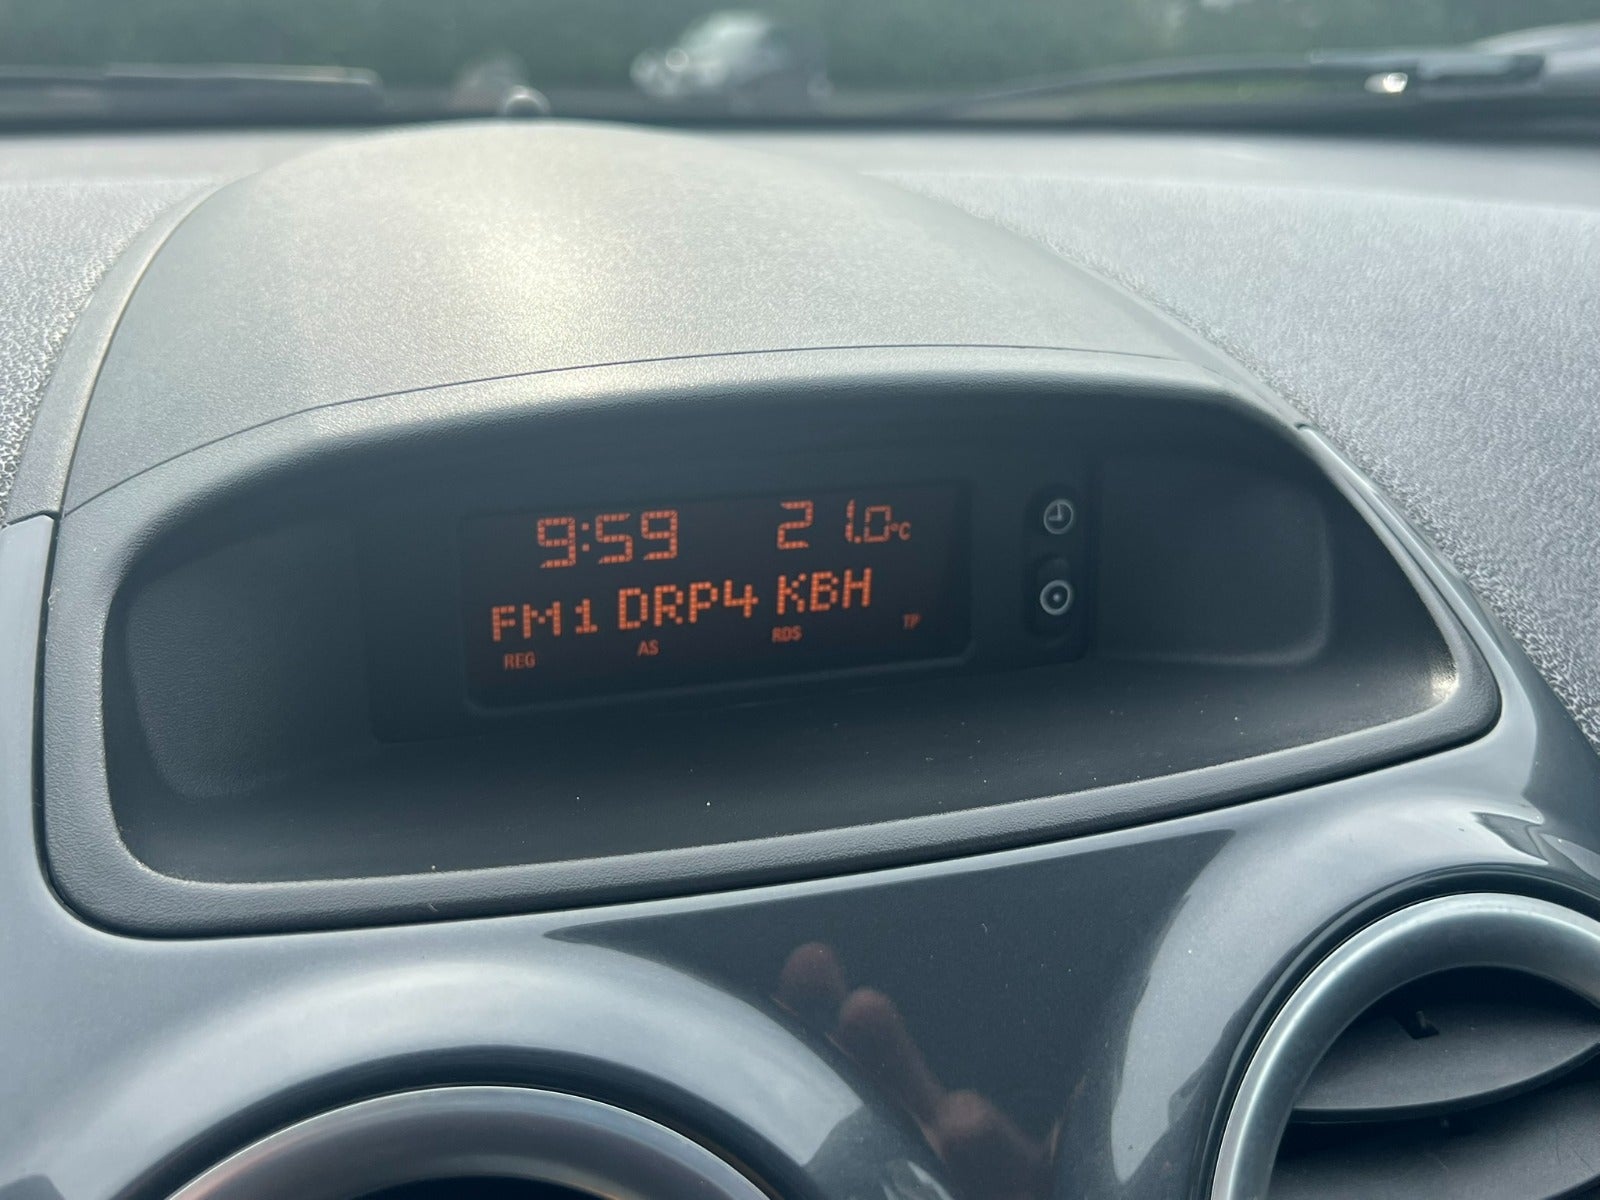 9:59 21.0°C
FM1 DRP4 KBH
REG AS RDS TP